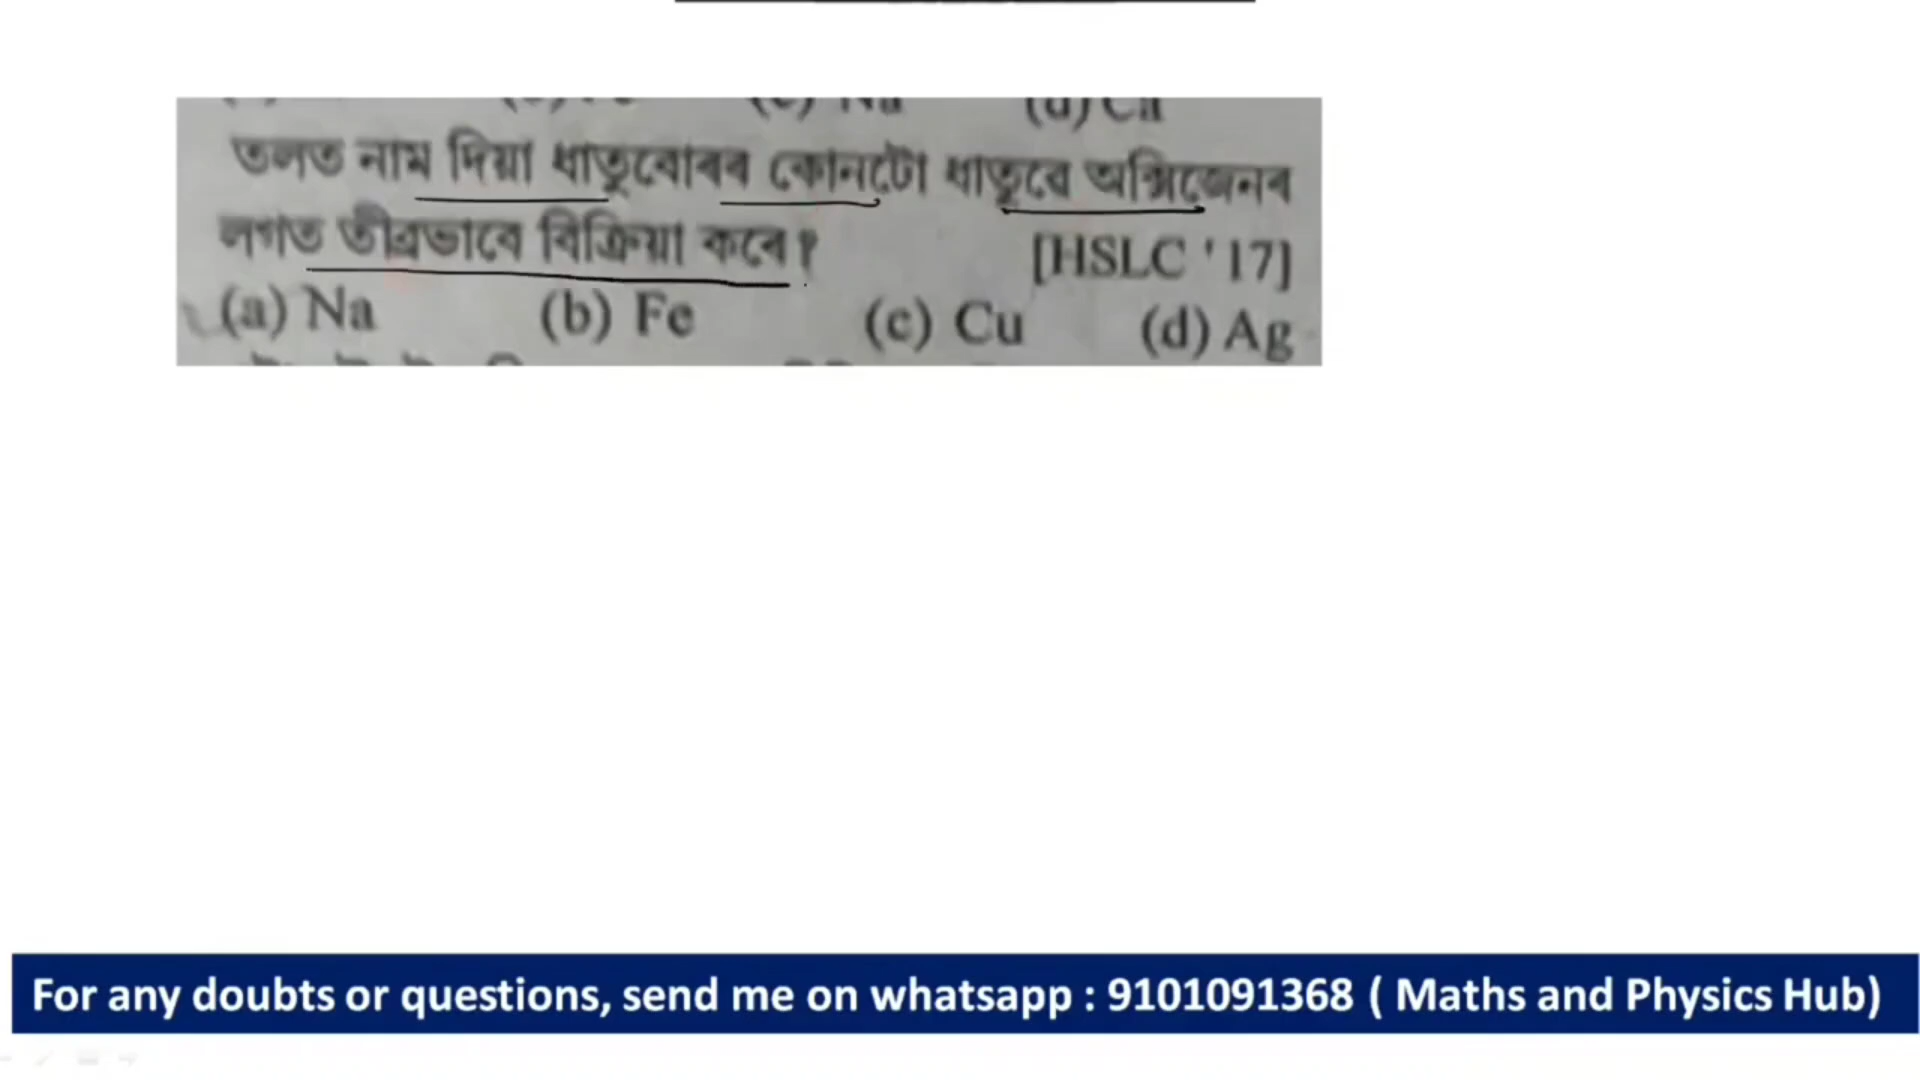 (d) Ca
তলত নাম দিয়া ধাতুবোৰৰ কোনটো ধাতুৱে অক্সিজেনৰ
লগত তীব্ৰভাবে বিক্ৰিয়া কৰে?
[HSLC '17]
(a) Na (b) Fe (c) Cu (d) Ag
For any doubts or questions, send me on whatsapp : 9101091368 ( Maths and Physics Hub)